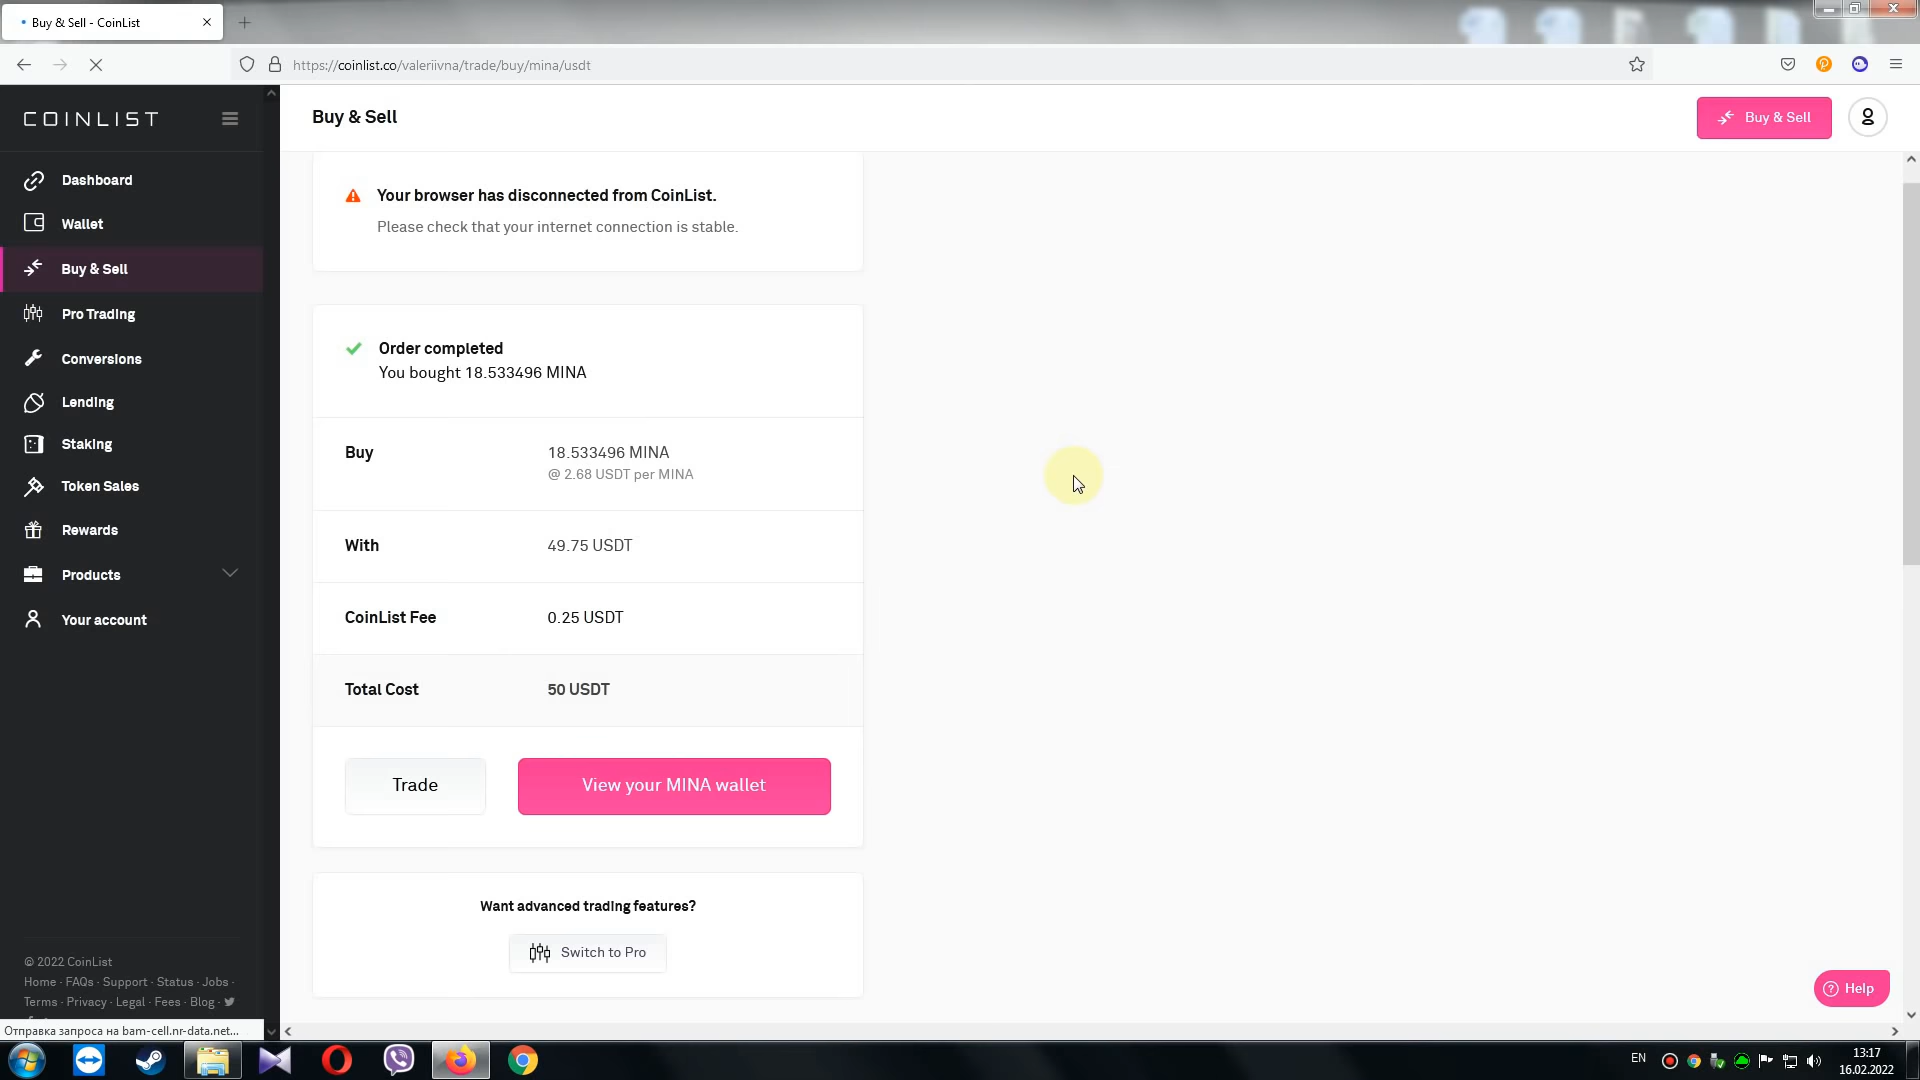 Buy & Sell - CoinList
https://coinlist.co/valeriivna/trade/buy/mina/usdt
COINLIST
Buy & Sell
Buy & Sell
Dashboard
Wallet
Buy & Sell
Pro Trading
Conversions
Lending
Staking
Token Sales
Rewards
Products
Your account
Your browser has disconnected from CoinList.
Please check that your internet connection is stable.
Order completed
You bought 18.533496 MINA
Buy
18.533496 MINA
@ 2.68 USDT per MINA
With
49.75 USDT
CoinList Fee
0.25 USDT
Total Cost
50 USDT
Trade
View your MINA wallet
Want advanced trading features?
Switch to Pro
© 2022 CoinList
Home · FAQs · Support · Status · Jobs ·
Terms · Privacy · Legal · Fees · Blog ·
Help
Отправка запроса на bam-cell.nr-data.net...
EN
13:17
16.02.2022